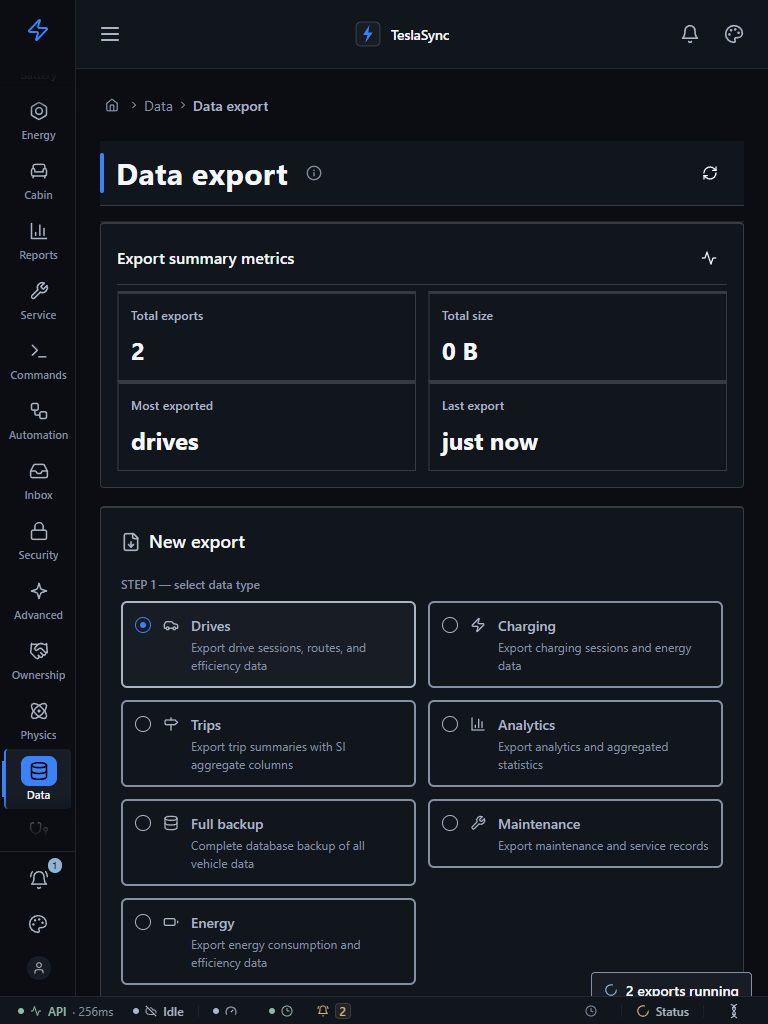 TeslaSync
Battery
Energy
Cabin
Reports
Service
Commands
Automation
Inbox
Security
Advanced
Ownership
Physics
Data
1
Data
Data export
Data export
Export summary metrics
Total exports
2
Total size
0 B
Most exported
drives
Last export
just now
New export
STEP 1 — select data type
Drives
Export drive sessions, routes, and
efficiency data
Charging
Export charging sessions and energy
data
Trips
Export trip summaries with SI
aggregate columns
Analytics
Export analytics and aggregated
statistics
Full backup
Complete database backup of all
vehicle data
Maintenance
Export maintenance and service records
Energy
Export energy consumption and
efficiency data
2 exports running
API · 256ms
Idle
2
Status